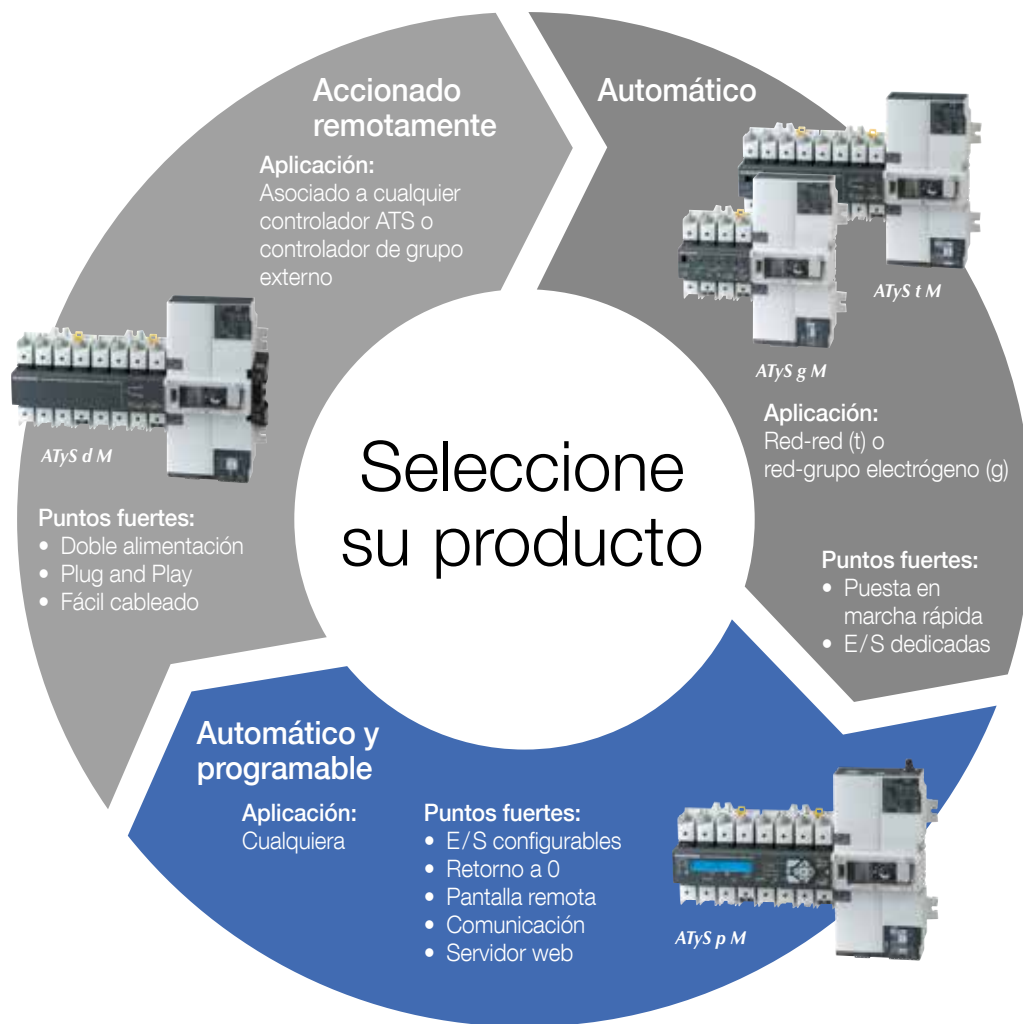 Accionado
remotamente
Aplicación:
Asociado a cualquier
controlador ATS o
controlador de grupo
externo
ATyS d M
Puntos fuertes:
• Doble alimentación
• Plug and Play
• Fácil cableado
Automático
ATyS t M
ATyS g M
Aplicación:
Red-red (t) o
red-grupo electrógeno (g)
Puntos fuertes:
• Puesta en
marcha rápida
• E/S dedicadas
Seleccione
su producto
Automático y
programable
Aplicación:
Cualquiera
Puntos fuertes:
• E/S configurables
• Retorno a 0
• Pantalla remota
• Comunicación
• Servidor web
ATyS p M